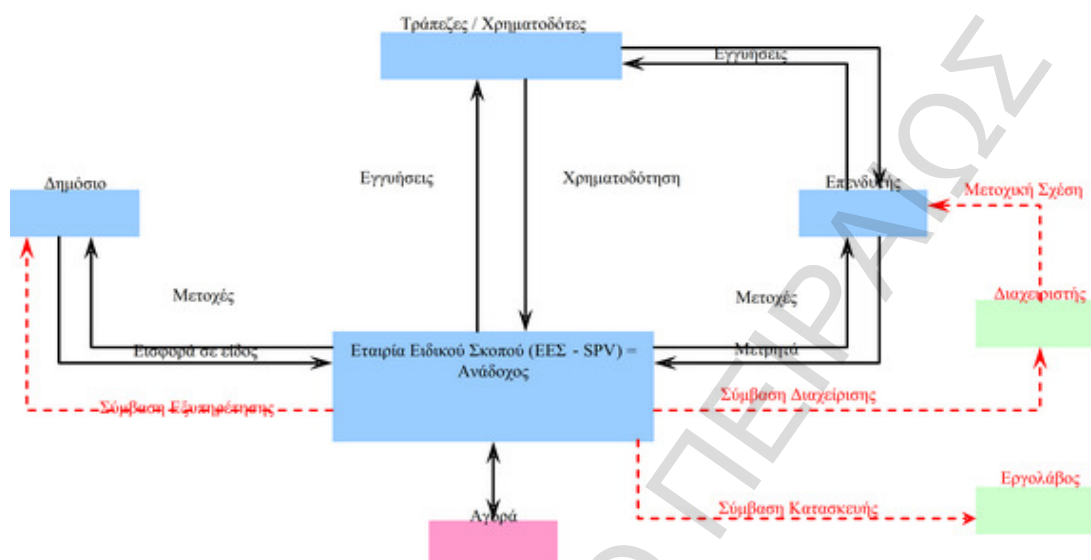 Τράπεζες / Χρηματοδότες
Εγγυήσεις
Δημόσιο
Εγγυήσεις
Χρηματοδότηση
Επενδυτής
Μετοχική Σχέση
Μετοχές
Μετοχές
Διαχειριστής
Εισφορά σε είδος
Εταιρία Ειδικού Σκοπού (ΕΕΣ - SPV) =
Ανάδοχος
Μετρητά
Σύμβαση Εξυπηρέτησης
Σύμβαση Διαχείρισης
Εργολάβος
Σύμβαση Κατασκευής
Αγορά
ΠΕΙΡΑΙΩΣ